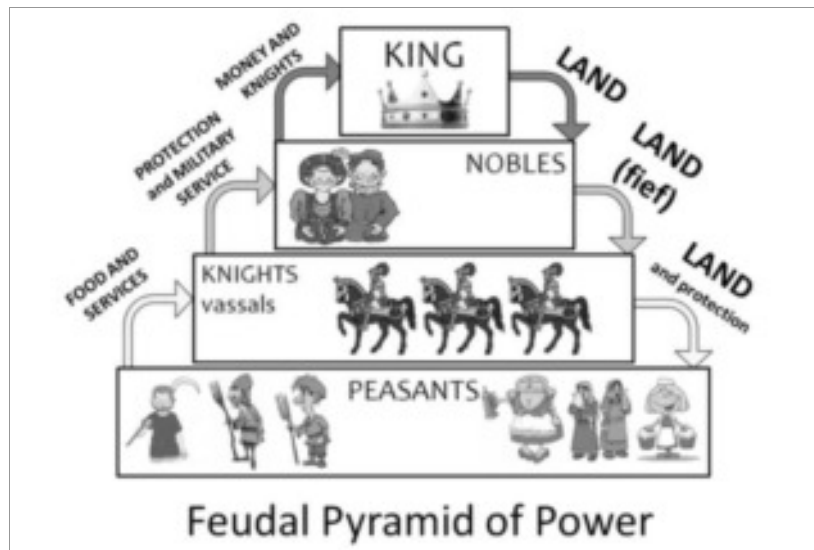 MONEY AND
KNIGHTS
KING
LAND
PROTECTION
and MILITARY
SERVICE
NOBLES
LAND
(fief)
FOOD AND
SERVICES
KNIGHTS
vassals
LAND
and protection
PEASANTS
Feudal Pyramid of Power